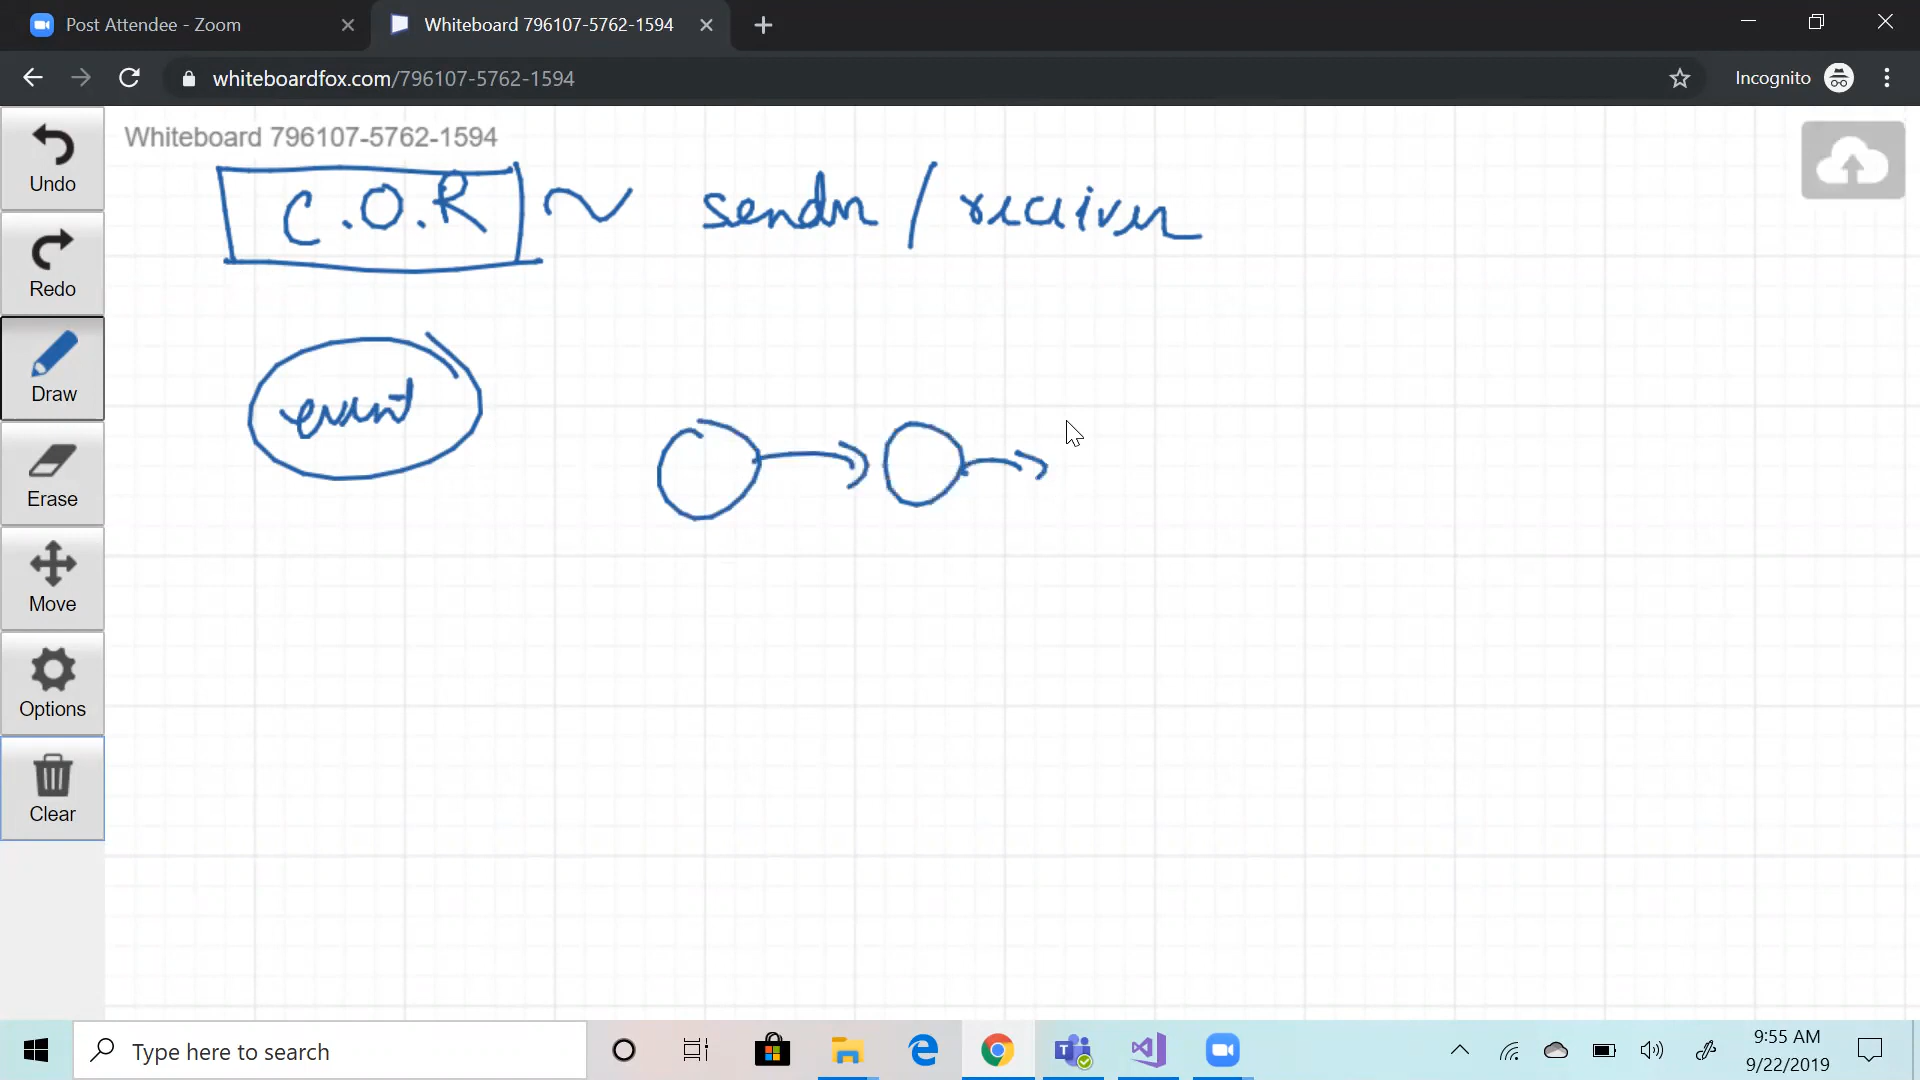 Post Attendee - Zoom
Whiteboard 796107-5762-1594
whiteboardfox.com/796107-5762-1594
Incognito
Undo
Redo
Draw
Erase
Move
Options
Clear
Whiteboard 796107-5762-1594
C.O.R ~ sender / receiver
event
Type here to search
9:55 AM
9/22/2019